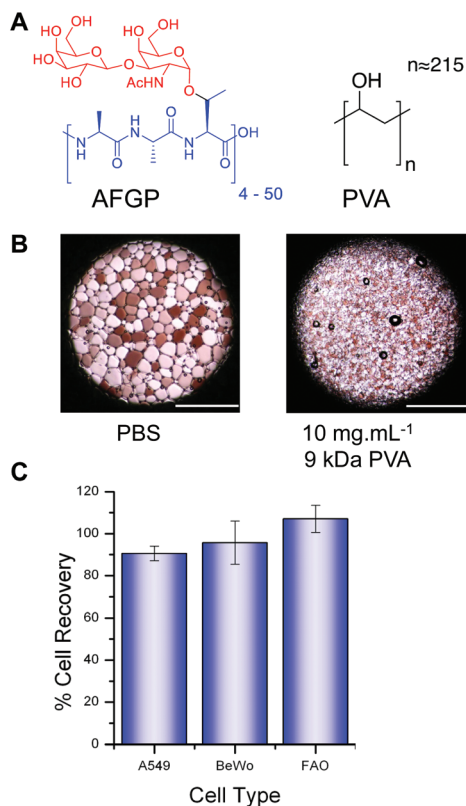 A
OH
HO
OH
O
O
HO
OH
OH
O
O
AcHN
O
H
N
O
N
H
O
H
N
O
OH
4 - 50
AFGP
OH
n≈215
n
PVA
B
PBS
10 mg.mL⁻¹
9 kDa PVA
C
120
100
80
60
40
20
0
% Cell Recovery
A549
BeWo
FAO
Cell Type